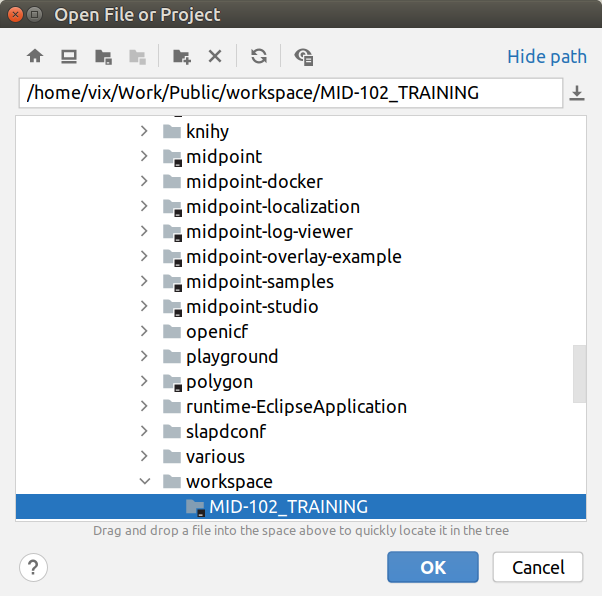 Open File or Project
Hide path
/home/vix/Work/Public/workspace/MID-102_TRAINING
knihy
midpoint
midpoint-docker
midpoint-localization
midpoint-log-viewer
midpoint-overlay-example
midpoint-samples
midpoint-studio
openicf
playground
polygon
runtime-EclipseApplication
slapdconf
various
workspace
MID-102_TRAINING
Drag and drop a file into the space above to quickly locate it in the tree
? OK Cancel